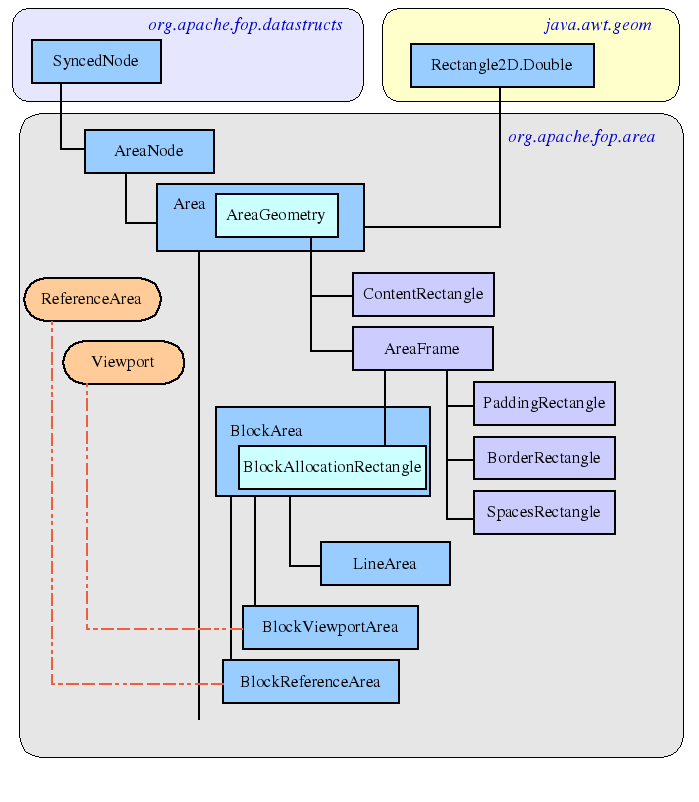 org.apache.fop.datastructs
java.awt.geom
SyncedNode
Rectangle2D.Double
org.apache.fop.area
AreaNode
Area
AreaGeometry
ReferenceArea
ContentRectangle
Viewport
AreaFrame
PaddingRectangle
BlockArea
BorderRectangle
BlockAllocationRectangle
SpacesRectangle
LineArea
BlockViewportArea
BlockReferenceArea